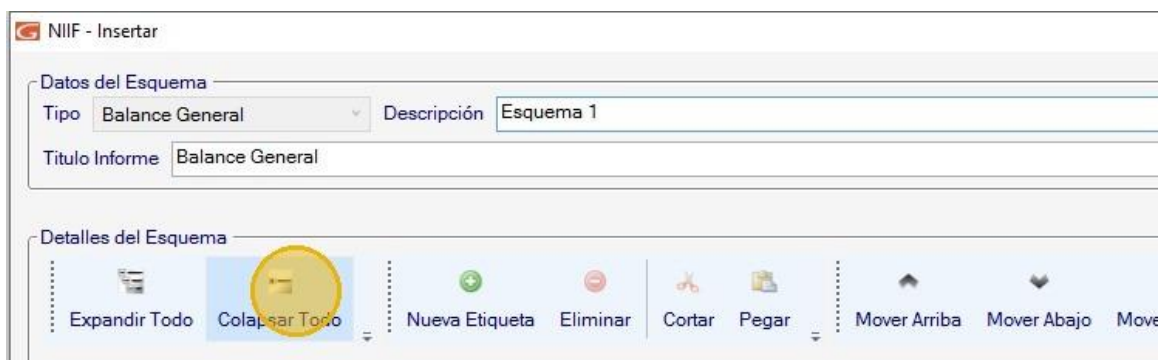 NIIF - Insertar
Datos del Esquema
Tipo Balance General Descripción Esquema 1
Titulo Informe Balance General
Detalles del Esquema
Expandir Todo Colapsar Todo Nueva Etiqueta Eliminar Cortar Pegar Mover Arriba Mover Abajo Move